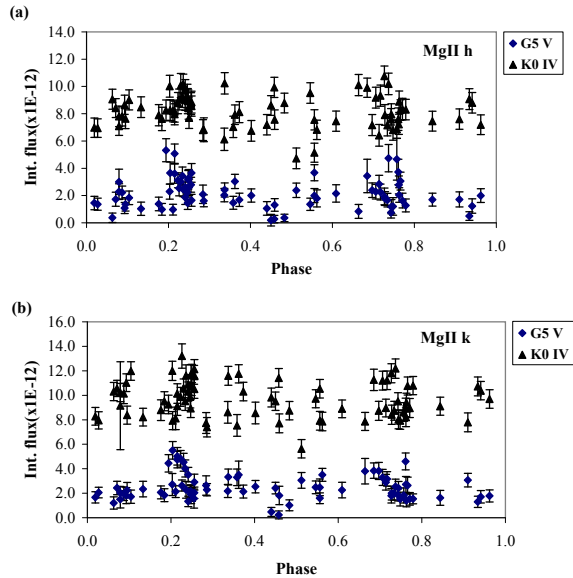 (a)
MgII h
G5 V
K0 IV
Int. flux(x1E-12)
14.0
12.0
10.0
8.0
6.0
4.0
2.0
0.0
0.0 0.2 0.4 0.6 0.8 1.0
Phase
(b)
MgII k
G5 V
K0 IV
Int. flux(x1E-12)
16.0
14.0
12.0
10.0
8.0
6.0
4.0
2.0
0.0
0.0 0.2 0.4 0.6 0.8 1.0
Phase